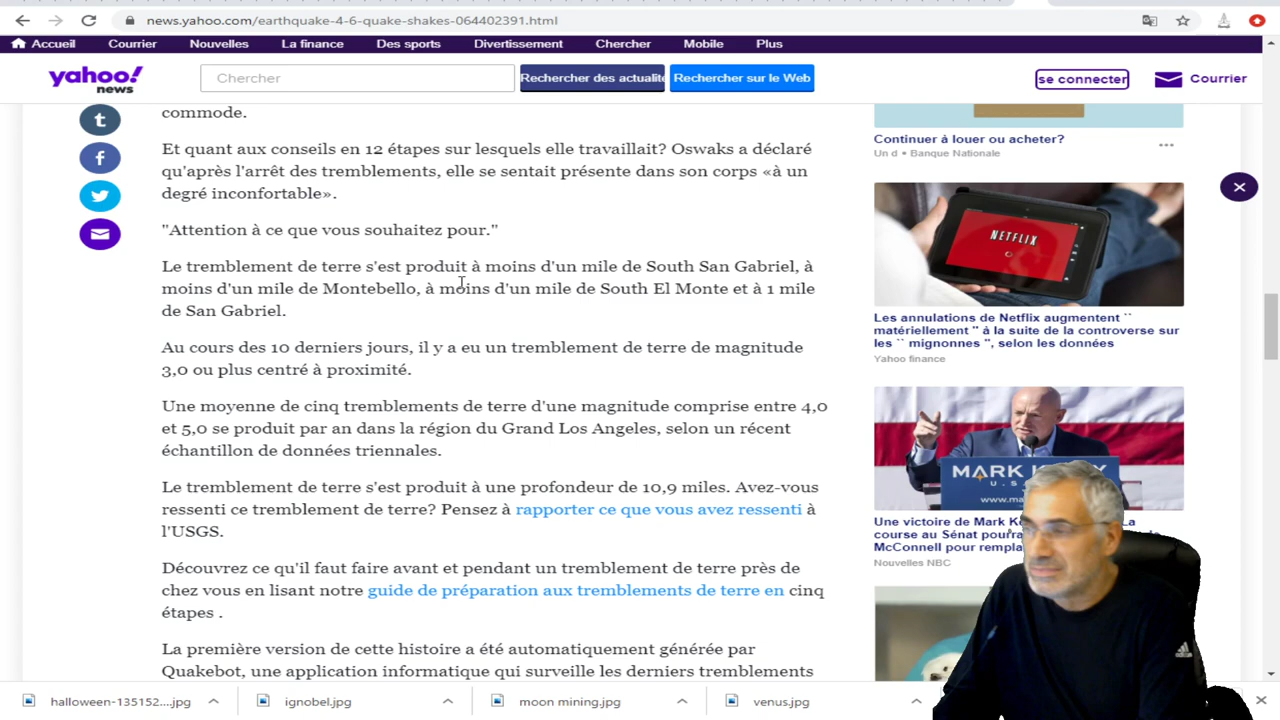 news.yahoo.com/earthquake-4-6-quake-shakes-064402391.html
Accueil Courrier Nouvelles La finance Des sports Divertissement Chercher Mobile Plus
yahoo!
news
Chercher
Rechercher des actualité
Rechercher sur le Web
se connecter
Courrier
commode.
Et quant aux conseils en 12 étapes sur lesquels elle travaillait? Oswaks a déclaré
qu'après l'arrêt des tremblements, elle se sentait présente dans son corps «à un
degré inconfortable».
"Attention à ce que vous souhaitez pour."
Le tremblement de terre s'est produit à moins d'un mile de South San Gabriel, à
moins d'un mile de Montebello, à moins d'un mile de South El Monte et à 1 mile
de San Gabriel.
Au cours des 10 derniers jours, il y a eu un tremblement de terre de magnitude
3,0 ou plus centré à proximité.
Une moyenne de cinq tremblements de terre d'une magnitude comprise entre 4,0
et 5,0 se produit par an dans la région du Grand Los Angeles, selon un récent
échantillon de données triennales.
Le tremblement de terre s'est produit à une profondeur de 10,9 miles. Avez-vous
ressenti ce tremblement de terre? Pensez à rapporter ce que vous avez ressenti à
l'USGS.
Découvrez ce qu'il faut faire avant et pendant un tremblement de terre près de
chez vous en lisant notre guide de préparation aux tremblements de terre en cinq
étapes .
La première version de cette histoire a été automatiquement générée par
Quakebot, une application informatique qui surveille les derniers tremblements
Continuer à louer ou acheter?
Un d • Banque Nationale
NETFLIX
Les annulations de Netflix augmentent ``
matériellement '' à la suite de la controverse sur
les `` mignonnes '', selon les données
Yahoo finance
MARK KELLY
U.S.
www.ma
Une victoire de Mark La
course au Sénat
McConnell pour
Nouvelles NBC
adidas
halloween-135152....jpg
ignobel.jpg
moon mining.jpg
venus.jpg